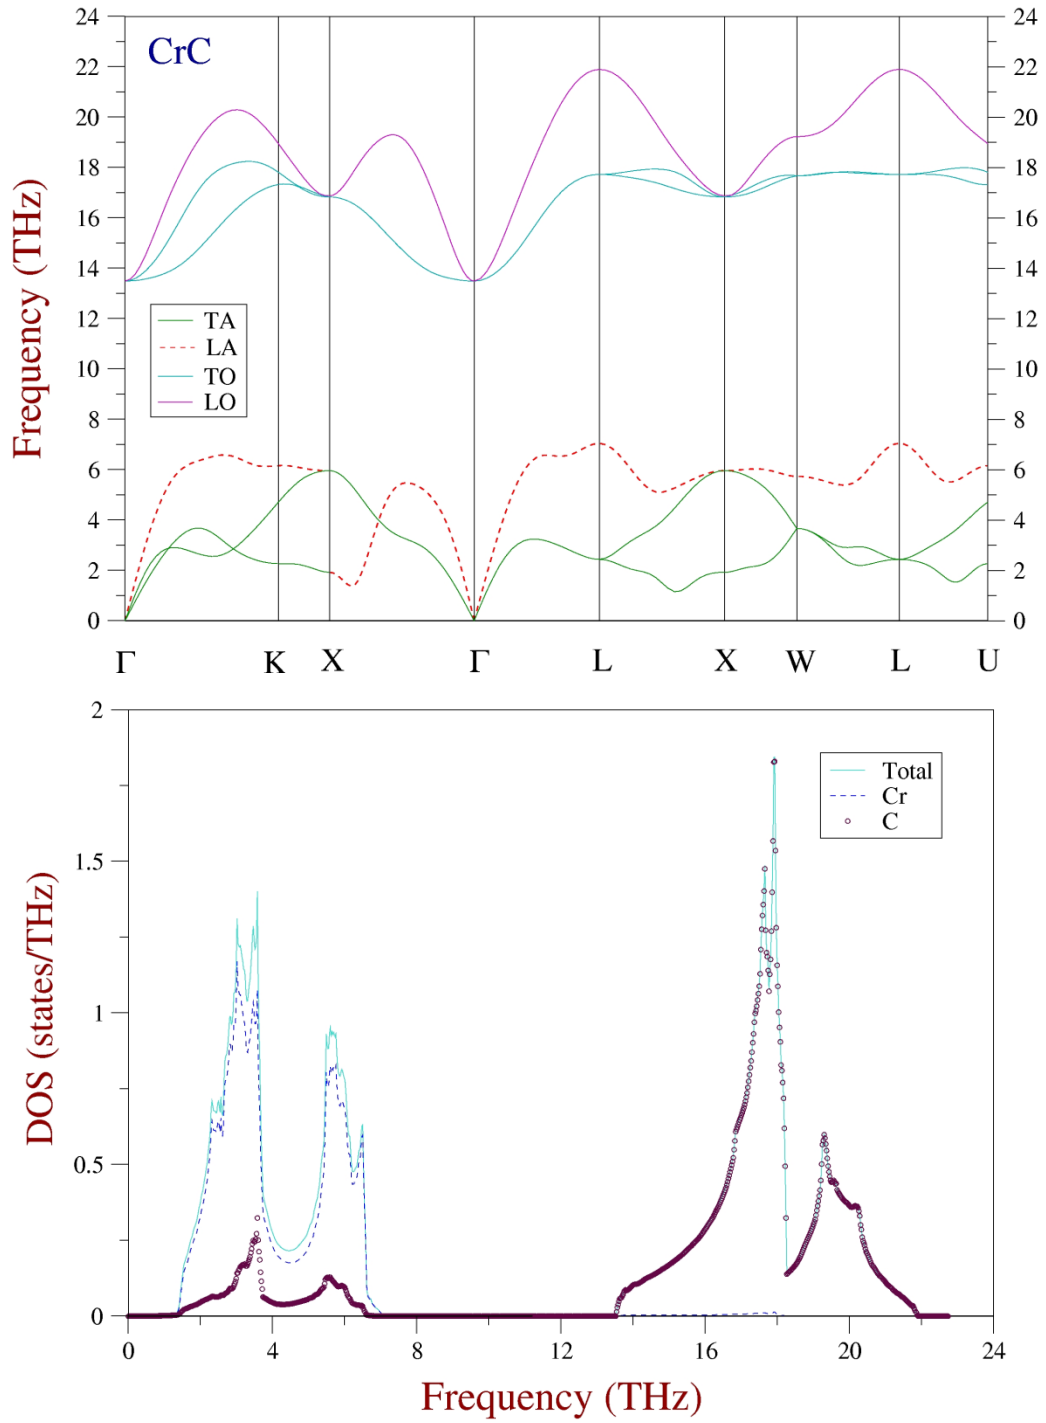 CrC
24 24
22 22
20 20
18 18
16 16
14 14
12 12
10 10
8 8
6 6
4 4
2 2
0 0
Frequency (THz)
TA
LA
TO
LO
Γ K X Γ L X W L U
2
1.5
1
0.5
0
DOS (states/THz)
Total
Cr
C
0 4 8 12 16 20 24
Frequency (THz)